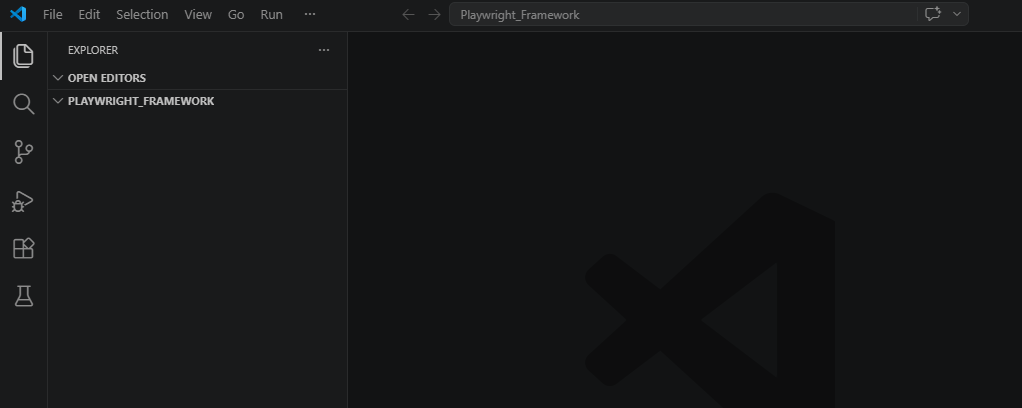 File Edit Selection View Go Run ···
Playwright_Framework
EXPLORER ···
OPEN EDITORS
PLAYWRIGHT_FRAMEWORK